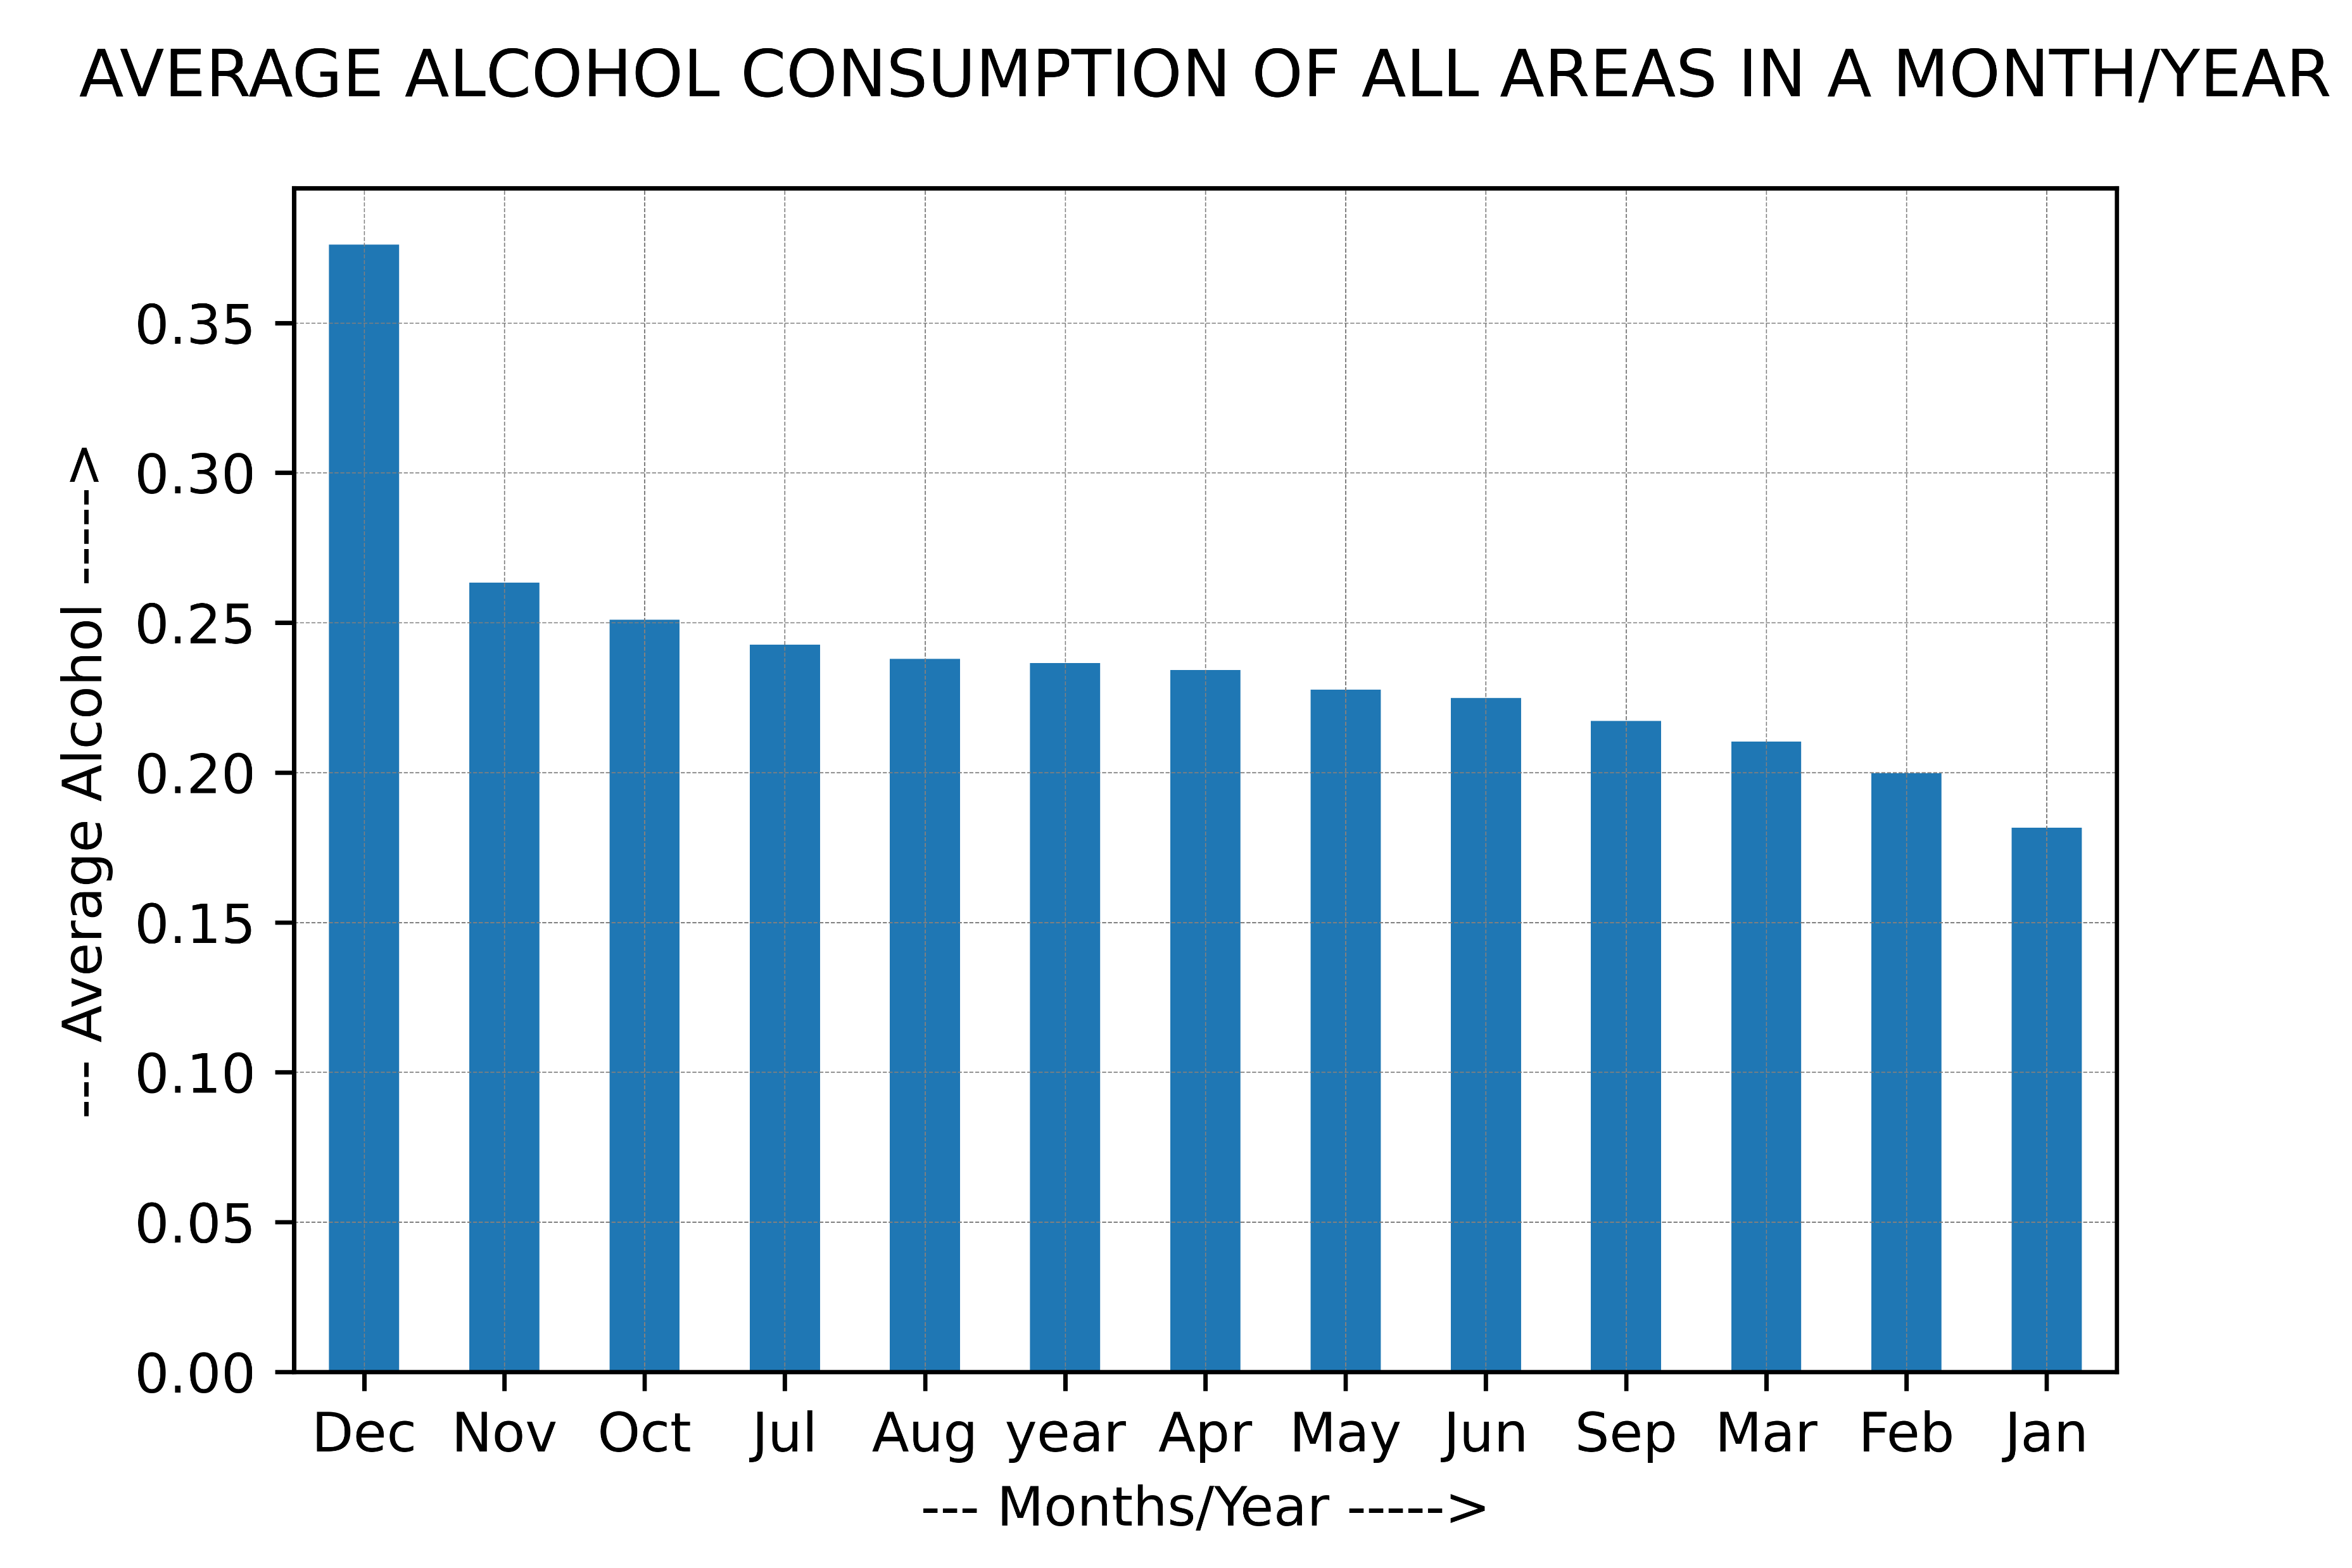 AVERAGE ALCOHOL CONSUMPTION OF ALL AREAS IN A MONTH/YEAR
--- Average Alcohol ----->
0.35
0.30
0.25
0.20
0.15
0.10
0.05
0.00
Dec Nov Oct Jul Aug year Apr May Jun Sep Mar Feb Jan
--- Months/Year ----->